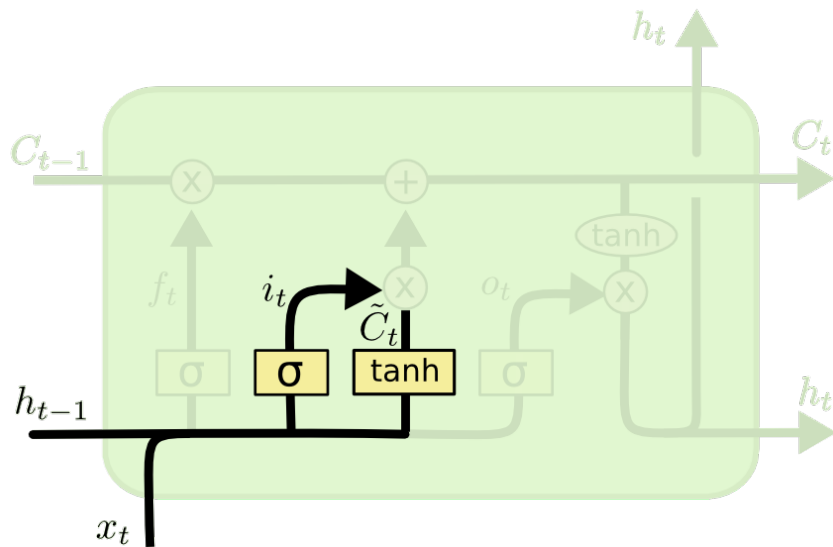 h_t
C_{t-1}
C_t
x
+
tanh
f_t
i_t
x
o_t
x
C̃_t
σ
σ
tanh
σ
h_{t-1}
h_t
x_t